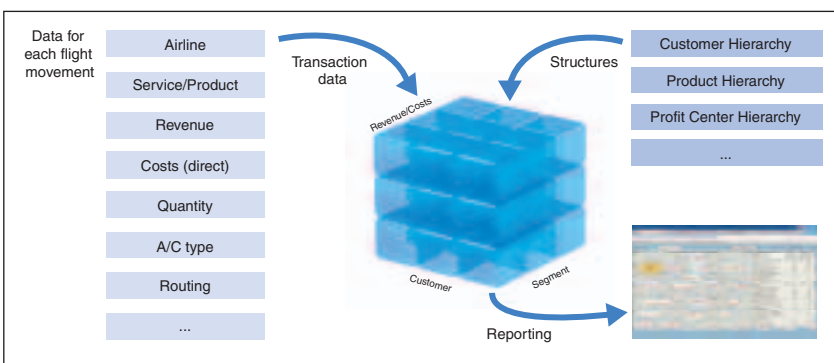 Data for
each flight
movement
Airline
Service/Product
Revenue
Costs (direct)
Quantity
A/C type
Routing
...
Transaction
data
Structures
Revenue/Costs
Customer
Segment
Reporting
Customer Hierarchy
Product Hierarchy
Profit Center Hierarchy
...